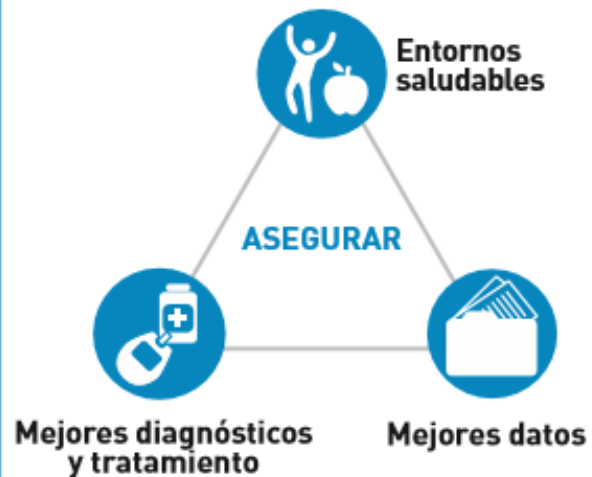 Entornos
saludables
ASEGURAR
Mejores diagnósticos
y tratamiento
Mejores datos